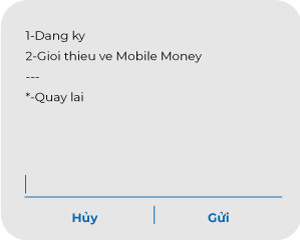 1-Dang ky
2-Gioi thieu ve Mobile Money
---
*-Quay lai
Hủy
Gửi